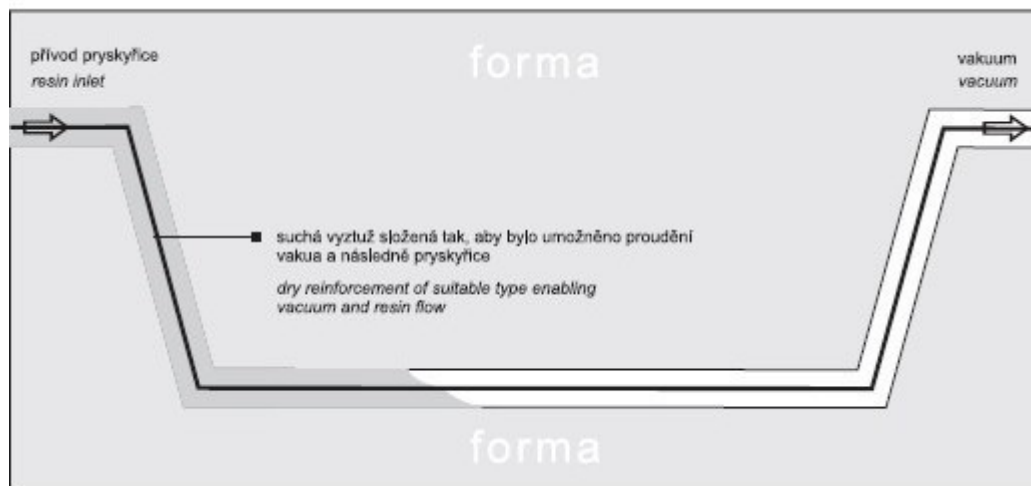 forma
přívod pryskyřice
resin inlet
vakuum
vacuum
suchá vyztuž složená tak, aby bylo umožněno proudění
vakua a následně pryskyřice
dry reinforcement of suitable type enabling
vacuum and resin flow
forma